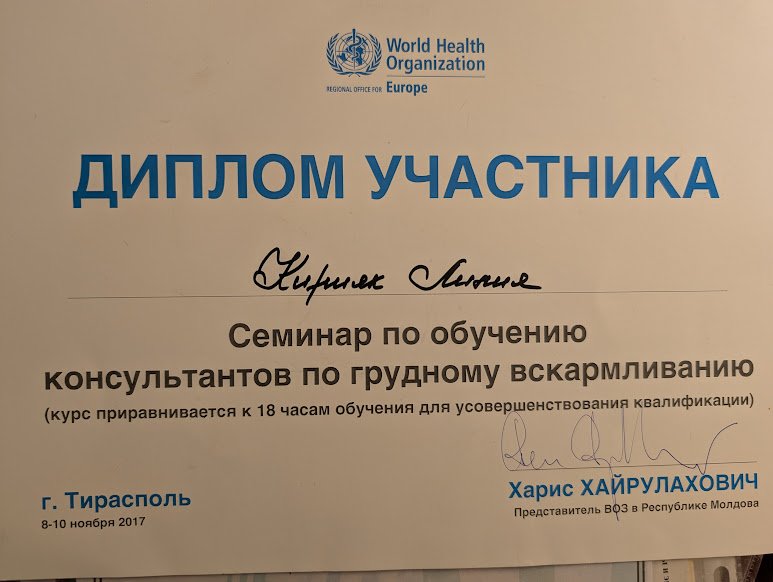 World Health
Organization
REGIONAL OFFICE FOR Europe
ДИПЛОМ УЧАСТНИКА
Кирияк Лилия
Семинар по обучению
консультантов по грудному вскармливанию
(курс приравнивается к 18 часам обучения для усовершенствования квалификации)
г. Тирасполь
8-10 ноября 2017
Харис ХАЙРУЛАХОВИЧ
Представитель ВОЗ в Республике Молдова